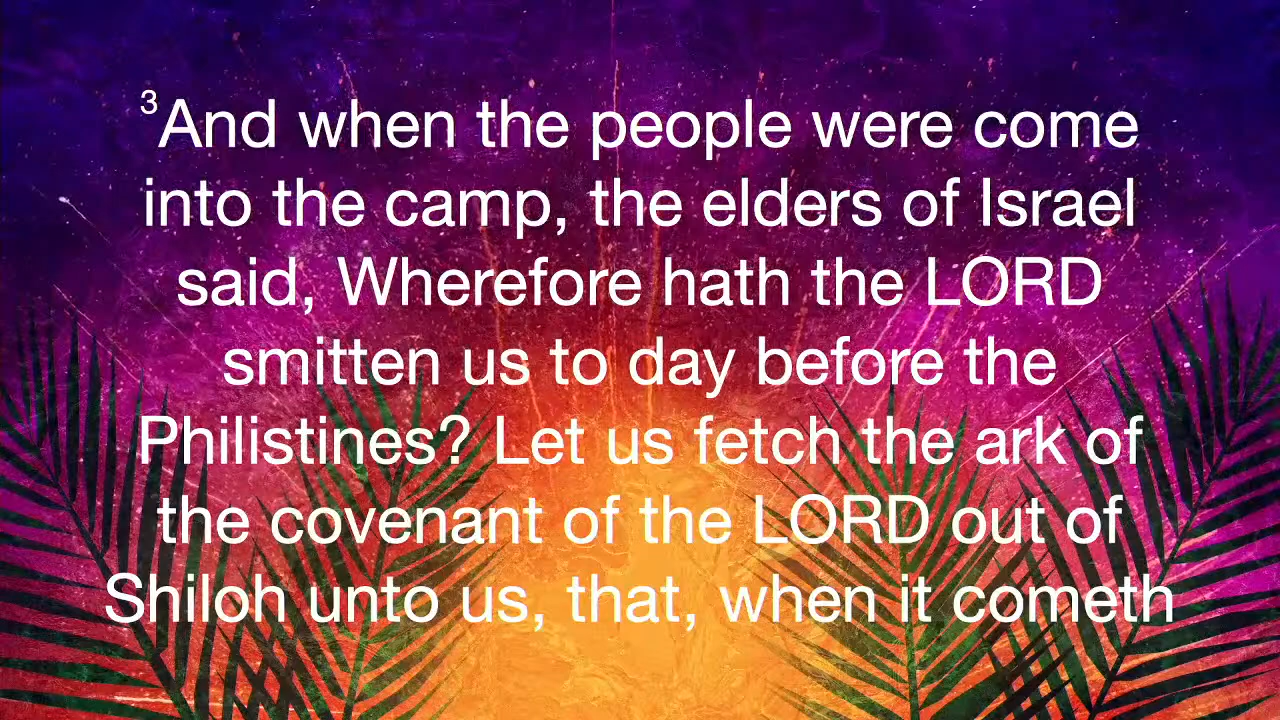 3 And when the people were come
into the camp, the elders of Israel
said, Wherefore hath the LORD
smitten us to day before the
Philistines? Let us fetch the ark of
the covenant of the LORD out of
Shiloh unto us, that, when it cometh